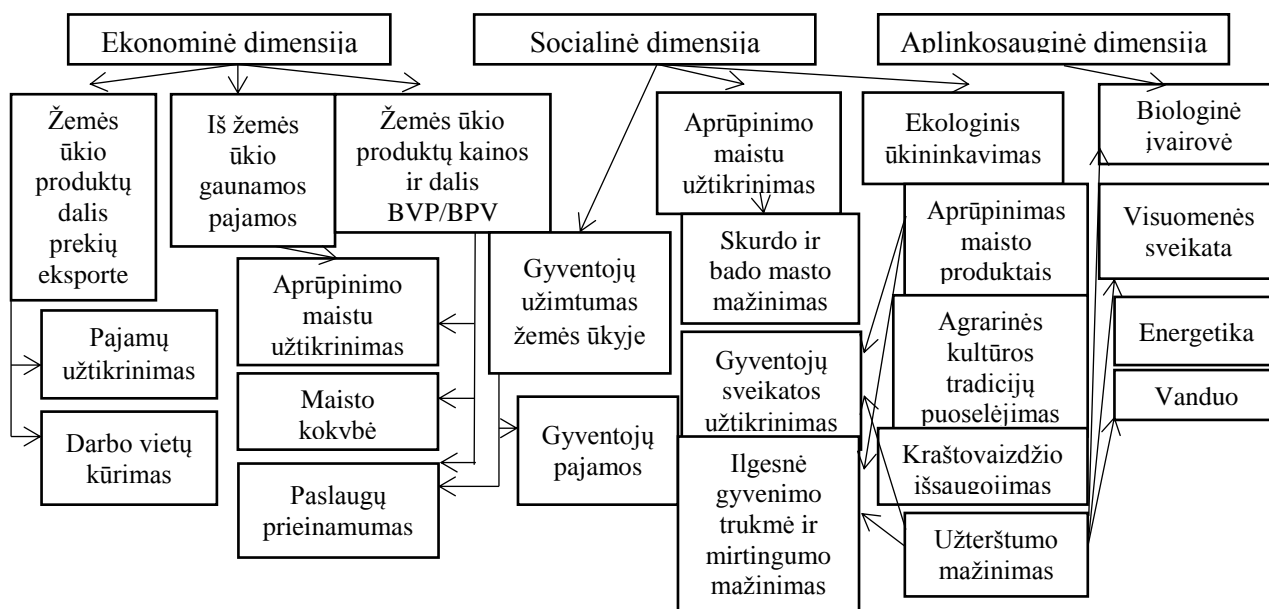 Ekonominė dimensija
Socialinė dimensija
Aplinkosauginė dimensija
Žemės
ūkio
produktų
dalis
prekių
eksporte
Iš žemės
ūkio
gaunamos
pajamos
Žemės ūkio
produktų kainos
ir dalis
BVP/BPV
Aprūpinimo
maistu
užtikrinimas
Ekologinis
ūkininkavimas
Biologinė
įvairovė
Pajamų
užtikrinimas
Darbo vietų
kūrimas
Aprūpinimo
maistu
užtikrinimas
Maisto
kokvbė
Paslaugų
prieinamumas
Gyventojų
užimtumas
žemės ūkyje
Gyventojų
pajamos
Skurdo ir
bado masto
mažinimas
Gyventojų
sveikatos
užtikrinimas
Ilgesnė
gyvenimo
trukmė ir
mirtingumo
mažinimas
Aprūpinimas
maisto
produktais
Agrarinės
kultūros
tradicijų
puoselėjimas
Kraštovaizdžio
išsaugojimas
Užterštumo
mažinimas
Visuomenės
sveikata
Energetika
Vanduo